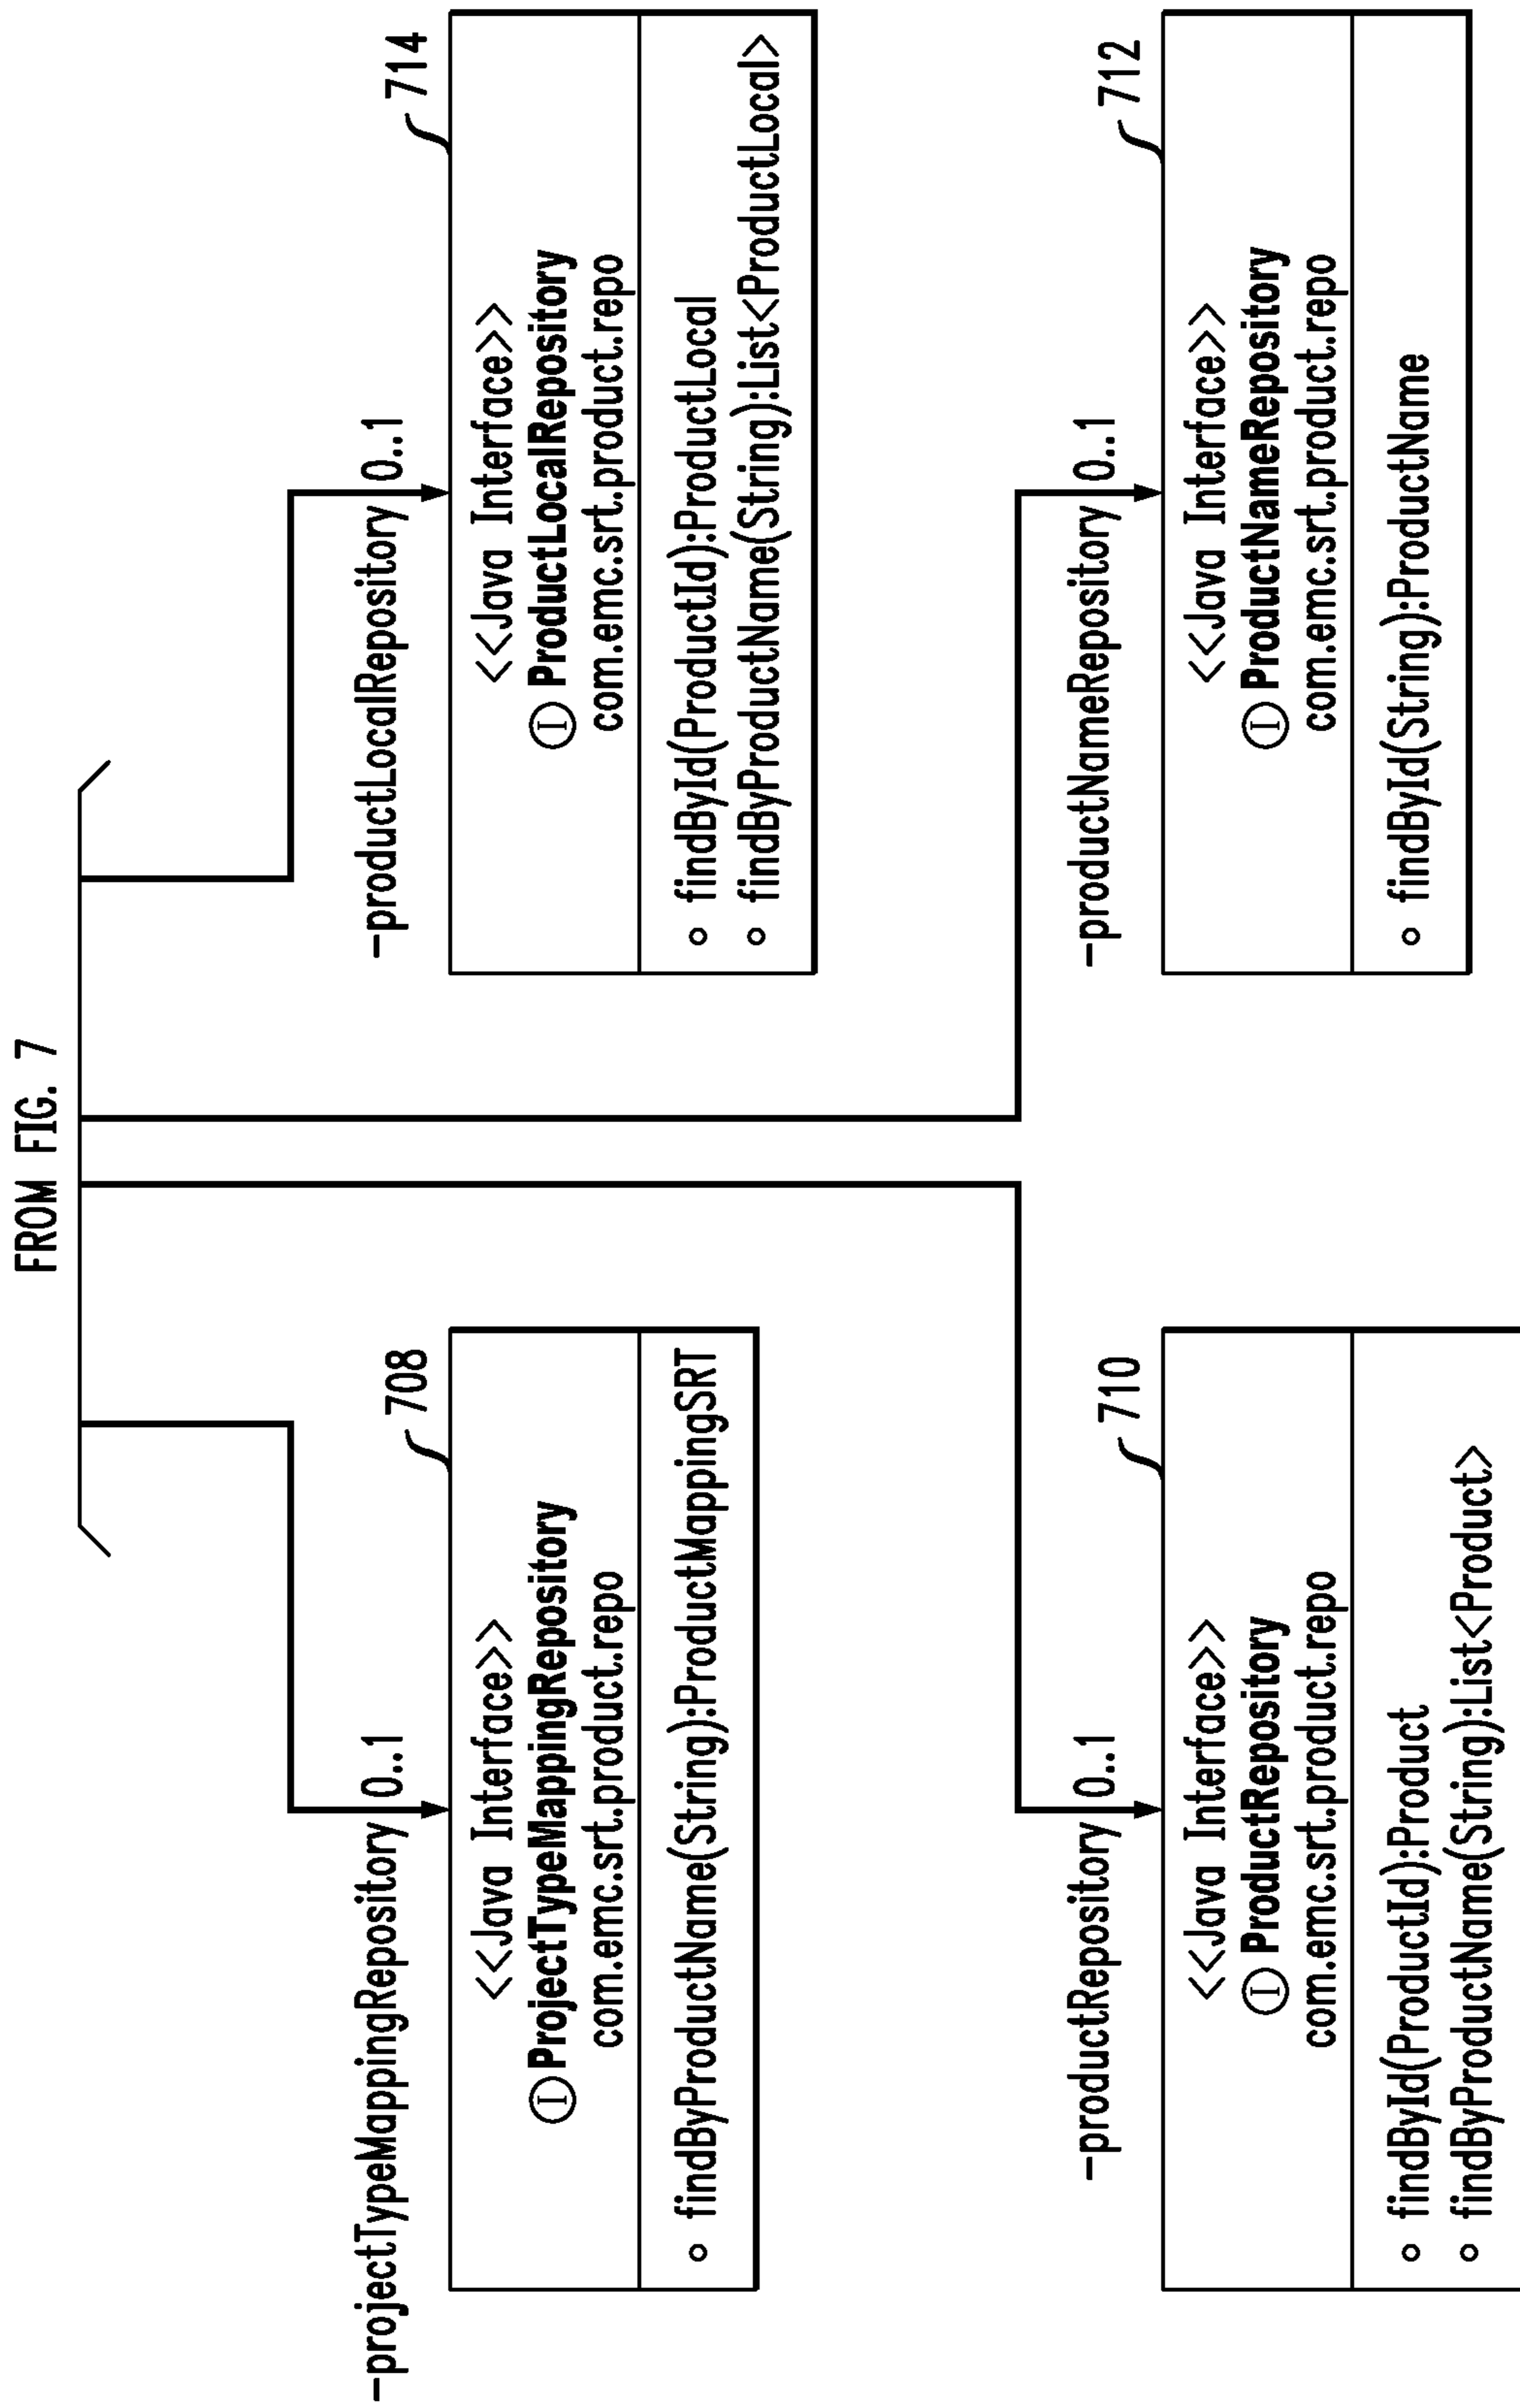 FROM FIG. 7
-projectTypeMappingRepository 0..1
708
<<Java Interface>>
I ProjectTypeMappingRepository
com.emc.srt.product.repo
findByProductName(String):ProductMappingSRT
-productLocalRepository 0..1
714
<<Java Interface>>
I ProductLocalRepository
com.emc.srt.product.repo
findById(ProductId):ProductLocal
findByProductName(String):List<ProductLocal>
-productRepository 0..1
710
<<Java Interface>>
I ProductRepository
com.emc.srt.product.repo
findById(ProductId):Product
findByProductName(String):List<Product>
-productNameRepository 0..1
712
<<Java Interface>>
I ProductNameRepository
com.emc.srt.product.repo
findById(String):ProductName